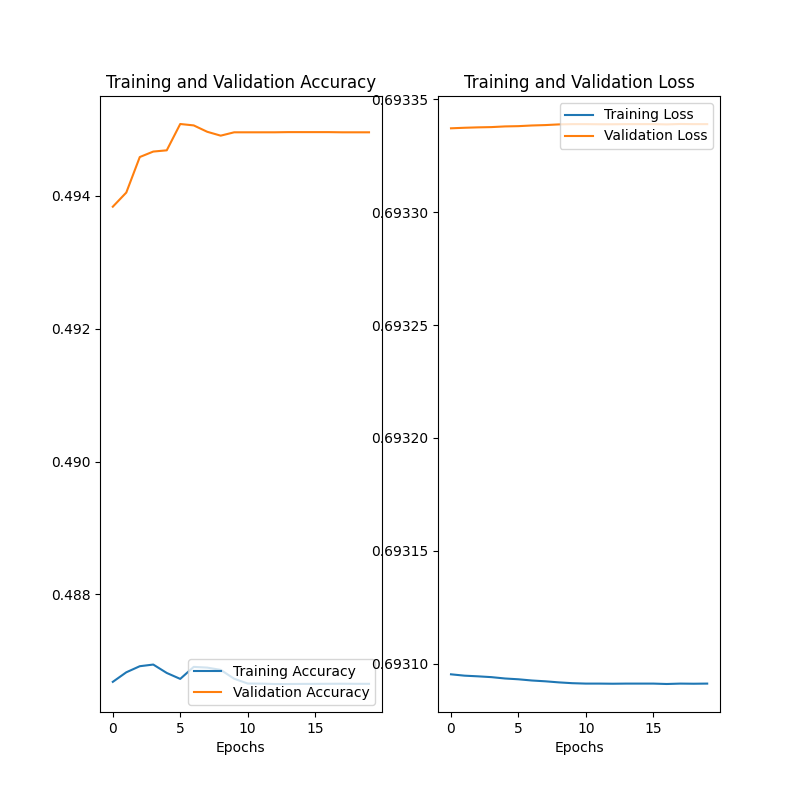 Training and Validation Accuracy
0.494
0.492
0.490
0.488
Training Accuracy
Validation Accuracy
0 5 10 15
Epochs
Training and Validation Loss
0.69335
0.69330
0.69325
0.69320
0.69315
0.69310
Training Loss
Validation Loss
0 5 10 15
Epochs